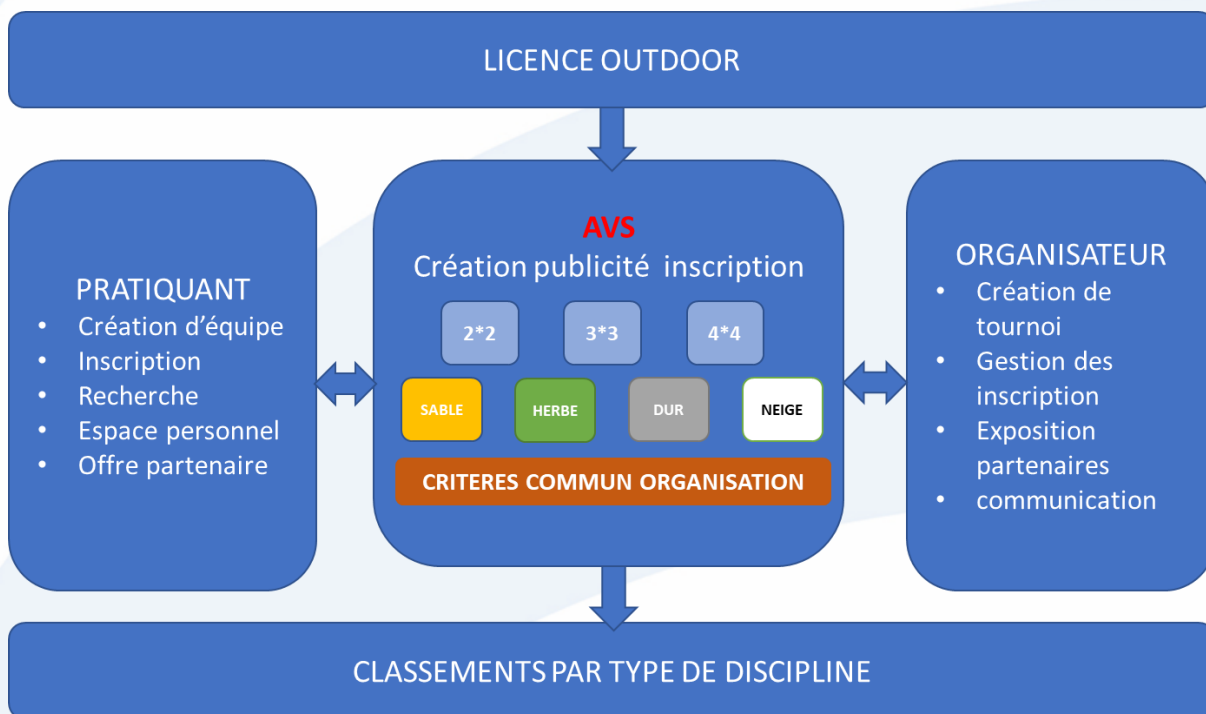 LICENCE OUTDOOR
PRATIQUANT
• Création d'équipe
• Inscription
• Recherche
• Espace personnel
• Offre partenaire
AVS
Création publicité inscription
2*2 3*3 4*4
SABLE HERBE DUR NEIGE
CRITERES COMMUN ORGANISATION
ORGANISATEUR
• Création de
tournoi
• Gestion des
inscription
• Exposition
partenaires
• communication
CLASSEMENTS PAR TYPE DE DISCIPLINE